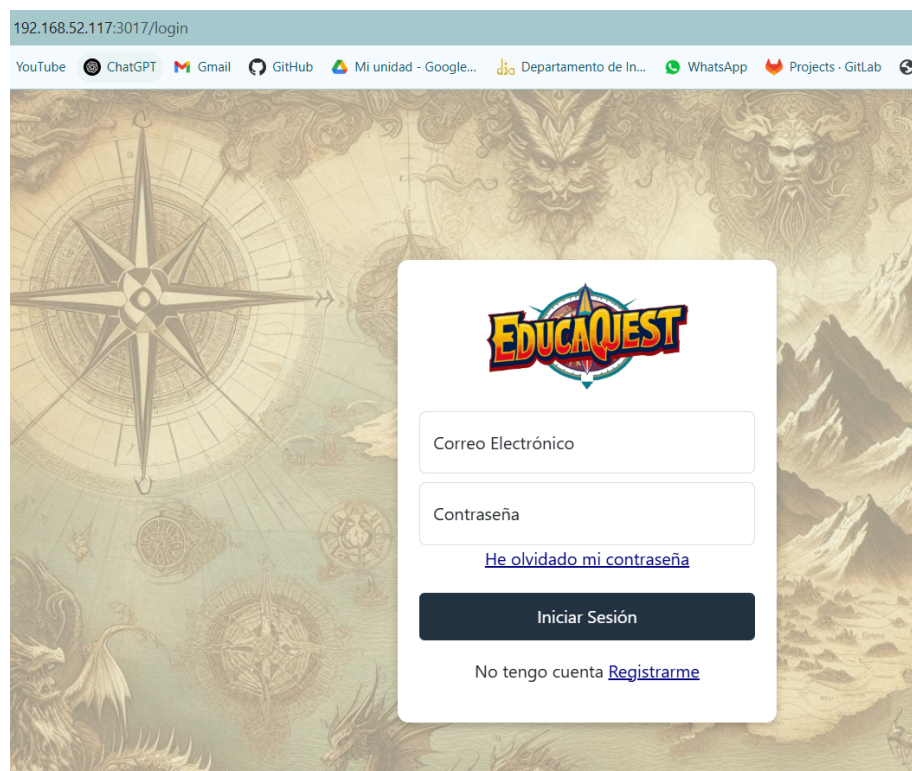 192.168.52.117:3017/login
YouTube ChatGPT Gmail GitHub Mi unidad - Google... dja Departamento de In... WhatsApp Projects · GitLab
EDUCAQUEST
Correo Electrónico
Contraseña
He olvidado mi contraseña
Iniciar Sesión
No tengo cuenta Registrarme